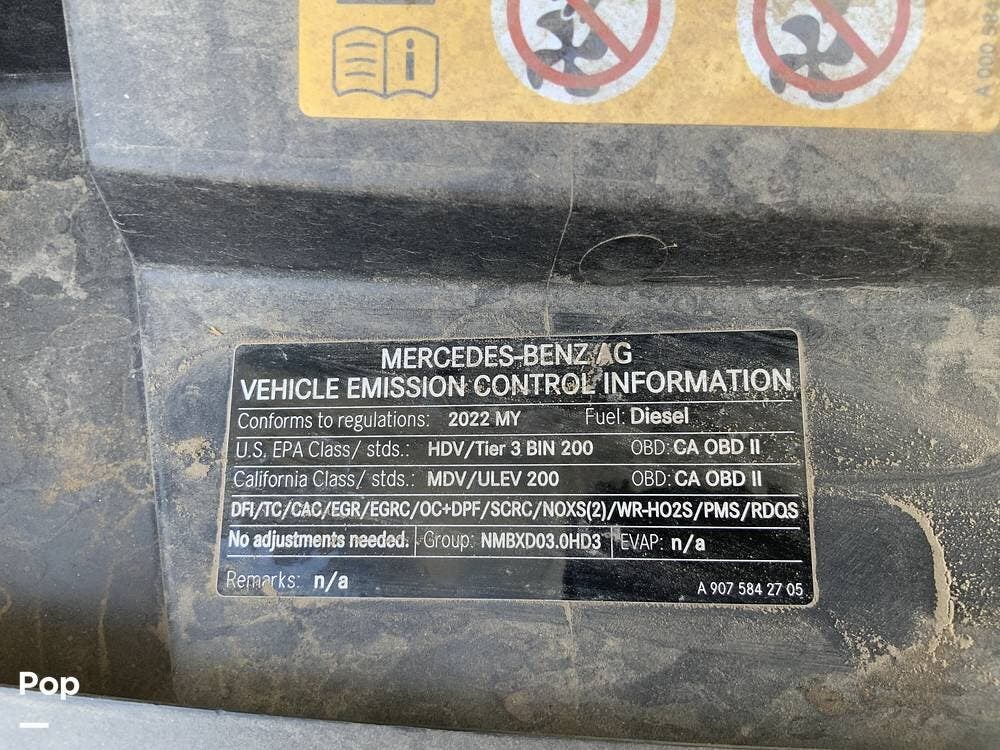 A 000 584
MERCEDES-BENZ AG
VEHICLE EMISSION CONTROL INFORMATION
Conforms to regulations: 2022 MY Fuel: Diesel
U.S. EPA Class/ stds.: HDV/Tier 3 BIN 200 OBD: CA OBD II
California Class/ stds.: MDV/ULEV 200 OBD: CA OBD II
DFI/TC/CAC/EGR/EGRC/OC+DPF/SCRC/NOXS(2)/WR-HO2S/PMS/RDQS
No adjustments needed. Group: NMBXD03.0HD3 EVAP: n/a
Remarks: n/a A 907 584 27 05
Pop